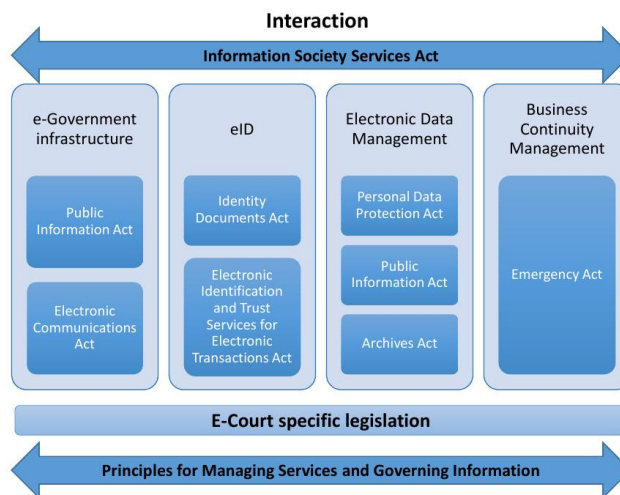 Interaction
Information Society Services Act
e-Government
infrastructure
Public
Information Act
Electronic
Communications
Act
eID
Identity
Documents Act
Electronic
Identification
and Trust
Services for
Electronic
Transactions Act
Electronic Data
Management
Personal Data
Protection Act
Public
Information Act
Archives Act
Business
Continuity
Management
Emergency Act
E-Court specific legislation
Principles for Managing Services and Governing Information